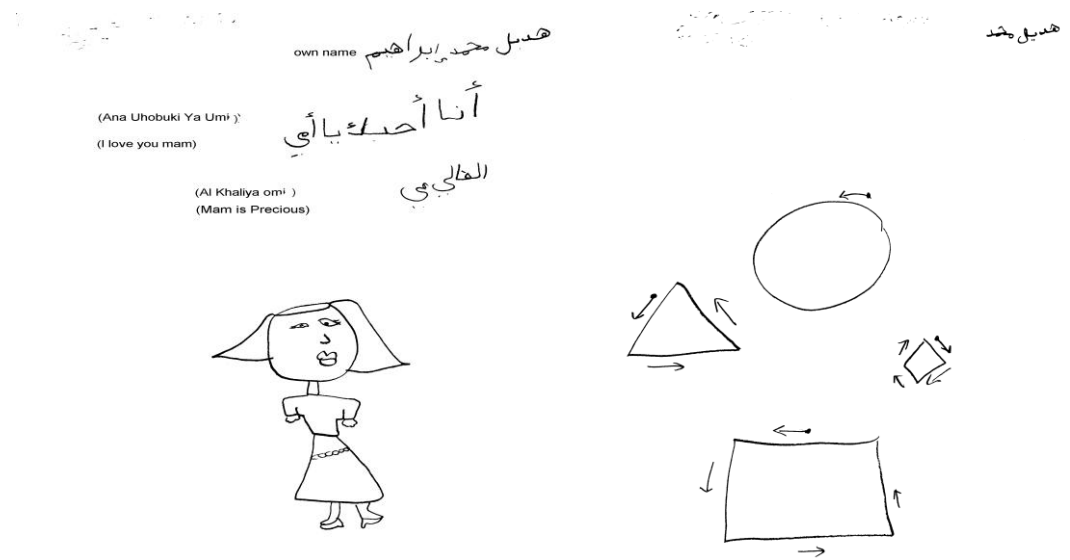 own name هديل محمد إبراهيم
(Ana Uhobuki Ya Umi)
أنا أحبك يا أمي
(I love you mam)
(Al Khaliya omi)
(Mam is Precious)
هديل محمد